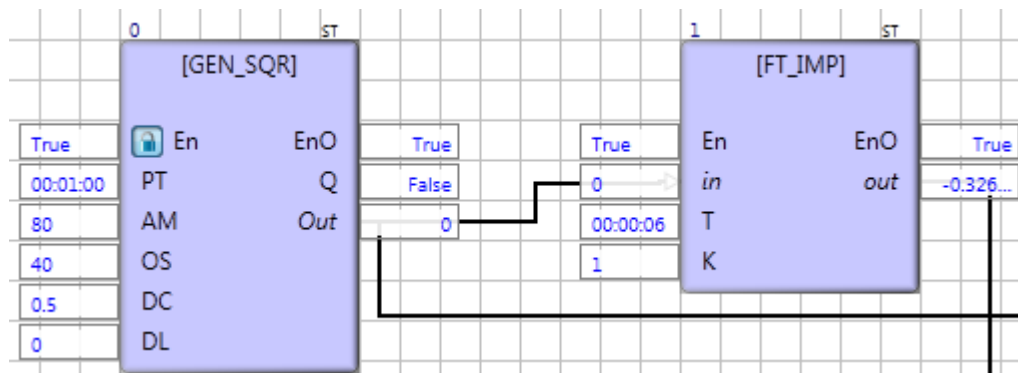 0 ST
[GEN_SQR]
True En EnO True
00:01:00 PT Q False
80 AM Out 0
40 OS
0.5 DC
0 DL
1 ST
[FT_IMP]
True En EnO True
0 in out -0.326...
00:00:06 T
1 K